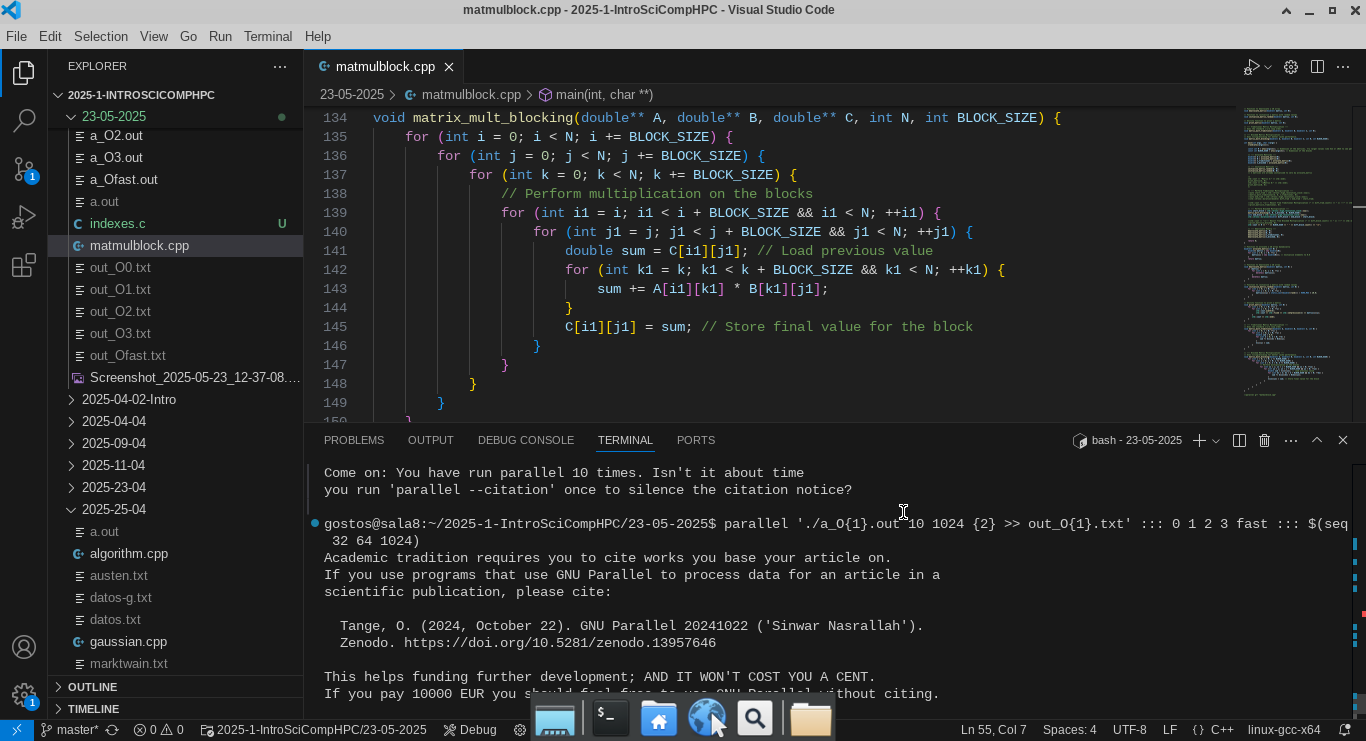 matmulblock.cpp - 2025-1-IntroSciCompHPC - Visual Studio Code
File Edit Selection View Go Run Terminal Help
EXPLORER
2025-1-INTROSCICOMPHPC
23-05-2025
a_O2.out
a_O3.out
a_Ofast.out
a.out
indexes.c U
matmulblock.cpp
out_O0.txt
out_O1.txt
out_O2.txt
out_O3.txt
out_Ofast.txt
Screenshot_2025-05-23_12-37-08....
2025-04-02-Intro
2025-04-04
2025-09-04
2025-11-04
2025-23-04
2025-25-04
a.out
algorithm.cpp
austen.txt
datos-g.txt
datos.txt
gaussian.cpp
marktwain.txt
OUTLINE
TIMELINE
1
1
matmulblock.cpp
23-05-2025 > matmulblock.cpp > main(int, char **)
134 void matrix_mult_blocking(double** A, double** B, double** C, int N, int BLOCK_SIZE) {
135 for (int i = 0; i < N; i += BLOCK_SIZE) {
136 for (int j = 0; j < N; j += BLOCK_SIZE) {
137 for (int k = 0; k < N; k += BLOCK_SIZE) {
138 // Perform multiplication on the blocks
139 for (int i1 = i; i1 < i + BLOCK_SIZE && i1 < N; ++i1) {
140 for (int j1 = j; j1 < j + BLOCK_SIZE && j1 < N; ++j1) {
141 double sum = C[i1][j1]; // Load previous value
142 for (int k1 = k; k1 < k + BLOCK_SIZE && k1 < N; ++k1) {
143 sum += A[i1][k1] * B[k1][j1];
144 }
145 C[i1][j1] = sum; // Store final value for the block
146 }
147 }
148 }
149 }
150 }
PROBLEMS OUTPUT DEBUG CONSOLE TERMINAL PORTS
bash - 23-05-2025
Come on: You have run parallel 10 times. Isn't it about time
you run 'parallel --citation' once to silence the citation notice?
gostos@sala8:~/2025-1-IntroSciCompHPC/23-05-2025$ parallel './a_O{1}.out 10 1024 {2} >> out_O{1}.txt' ::: 0 1 2 3 fast ::: $(seq
32 64 1024)
Academic tradition requires you to cite works you base your article on.
If you use programs that use GNU Parallel to process data for an article in a
scientific publication, please cite:
Tange, O. (2024, October 22). GNU Parallel 20241022 ('Sinwar Nasrallah').
Zenodo. https://doi.org/10.5281/zenodo.13957646
This helps funding further development; AND IT WON'T COST YOU A CENT.
If you pay 10000 EUR you should feel free to use GNU Parallel without citing.
master* 0 0 2025-1-IntroSciCompHPC/23-05-2025 Debug
Ln 55, Col 7 Spaces: 4 UTF-8 LF {} C++ linux-gcc-x64